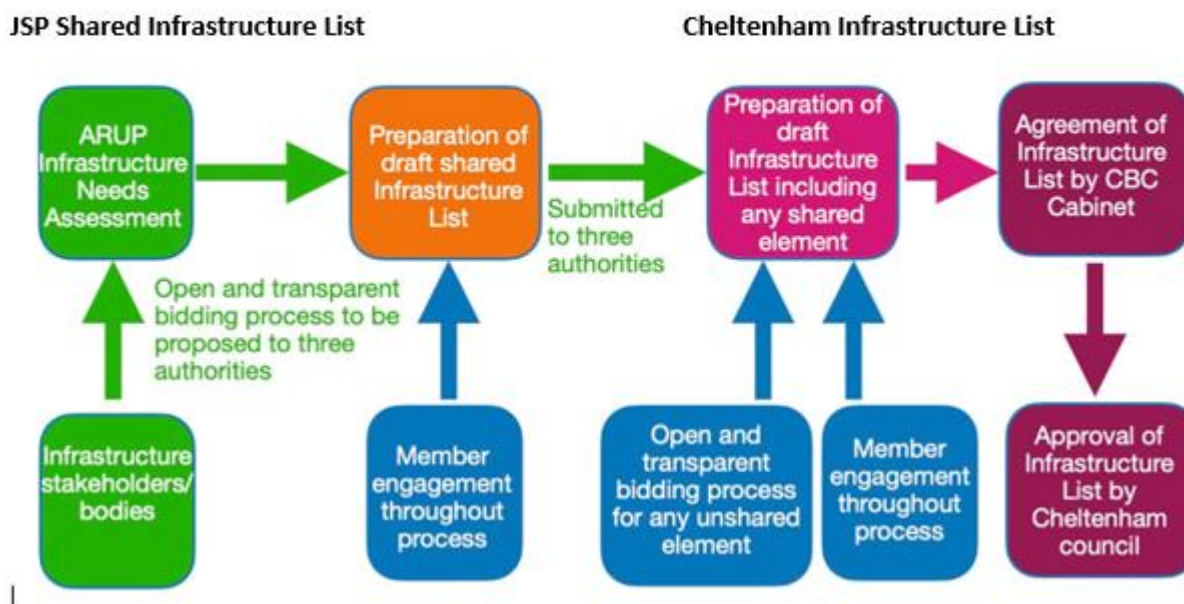 JSP Shared Infrastructure List
Cheltenham Infrastructure List
ARUP
Infrastructure
Needs
Assessment
Preparation of
draft shared
Infrastructure
List
Submitted
to three
authorities
Preparation of
draft
Infrastructure
List including
any shared
element
Agreement of
Infrastructure
List by CBC
Cabinet
Open and transparent
bidding process to be
proposed to three
authorities
Infrastructure
stakeholders/
bodies
Member
engagement
throughout
process
Open and
transparent
bidding process
for any unshared
element
Member
engagement
throughout
process
Approval of
Infrastructure
List by
Cheltenham
council